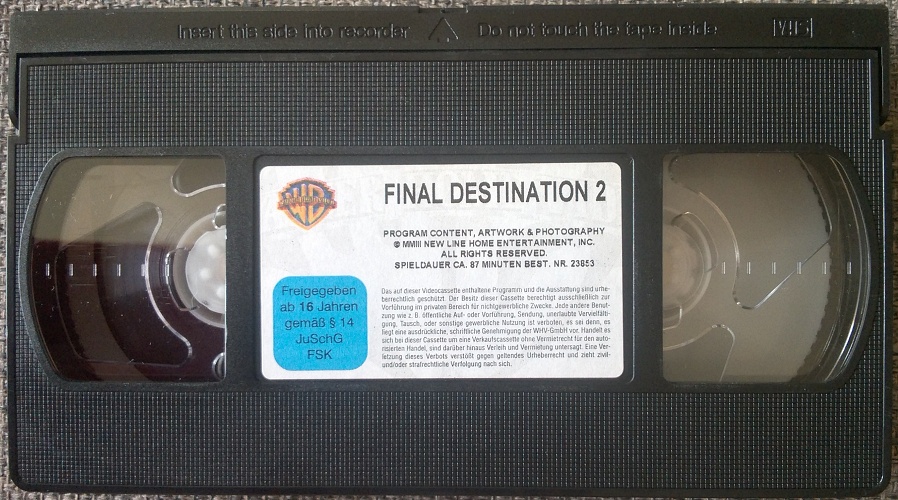 Insert this side into recorder
Do not touch the tape inside
VHS
WB
FINAL DESTINATION 2
PROGRAM CONTENT, ARTWORK & PHOTOGRAPHY
© MMIII NEW LINE HOME ENTERTAINMENT, INC.
ALL RIGHTS RESERVED.
SPIELDAUER CA. 87 MINUTEN BEST. NR. 23853
Freigegeben
ab 16 Jahren
gemäß § 14
JuSchG
FSK
Das auf dieser Videocassette enthaltene Programm und die Ausstattung sind urhe-
berrechtlich geschützt. Der Besitz dieser Cassette berechtigt ausschließlich zur
Vorführung im privaten Bereich für nichtgewerbliche Zwecke. Jede andere Benut-
zung wie z. B. öffentliche Auf- oder Vorführung, Sendung, unerlaubte Vervielfälti-
gung, Tausch, oder sonstige gewerbliche Nutzung ist verboten, es sei denn, es
liegt eine ausdrückliche, schriftliche Genehmigung der WHV-GmbH vor. Handelt es
sich bei dieser Cassette um eine Verkaufscassette ohne Vermietrecht für den auto-
risierten Handel, sind darüber hinaus Verleih und Vermietung untersagt. Eine Ver-
letzung dieses Verbots verstößt gegen geltendes Urheberrecht und zieht zivil-
und/oder strafrechtliche Verfolgung nach sich.